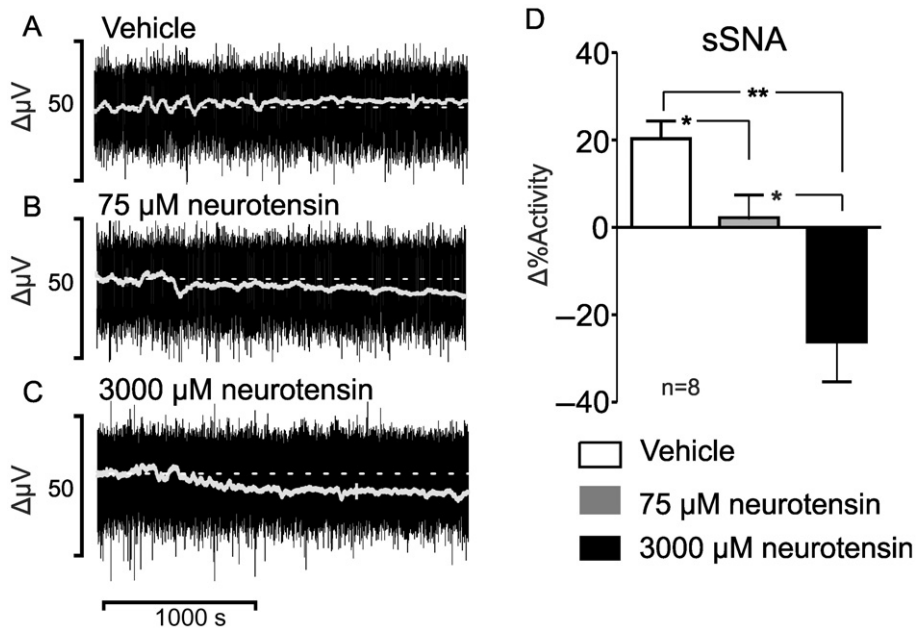 A
Vehicle
ΔµV
50
B
75 µM neurotensin
ΔµV
50
C
3000 µM neurotensin
ΔµV
50
1000 s
D
sSNA
Δ%Activity
40
20
0
–20
–40
**
*
*
n=8
Vehicle
75 µM neurotensin
3000 µM neurotensin